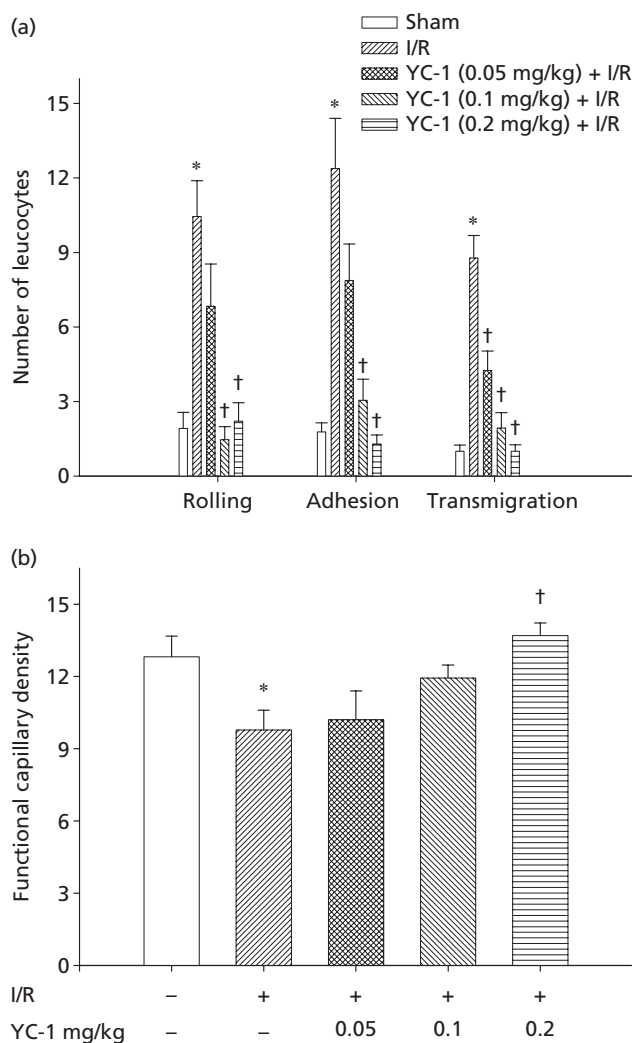 (a)
Sham
I/R
YC-1 (0.05 mg/kg) + I/R
YC-1 (0.1 mg/kg) + I/R
YC-1 (0.2 mg/kg) + I/R
Number of leucocytes
15
12
9
6
3
0
* † †
* † †
* † † †
Rolling Adhesion Transmigration
(b)
Functional capillary density
15
12
9
6
3
0
* †
I/R – + + + +
YC-1 mg/kg – – 0.05 0.1 0.2